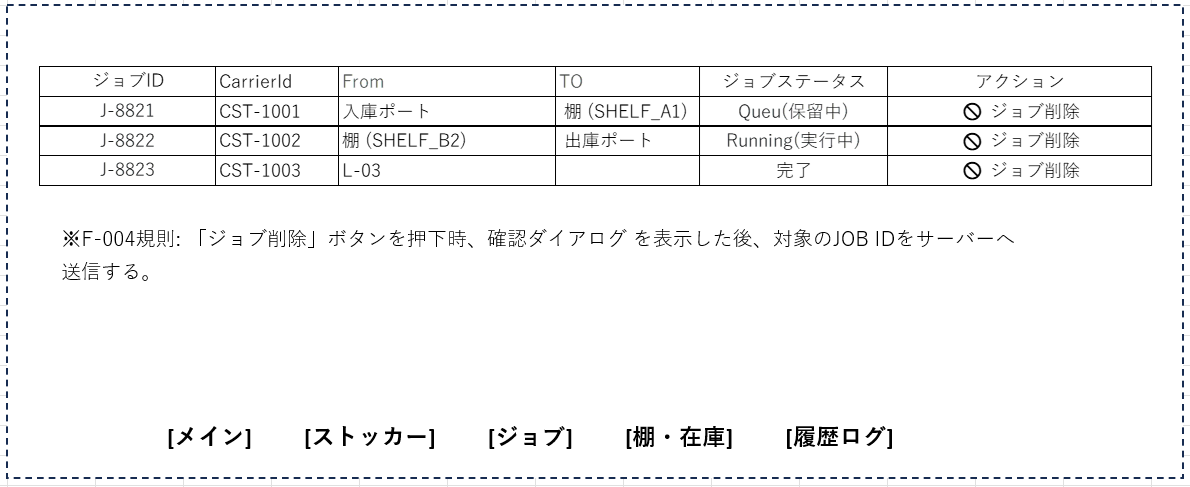 ジョブID CarrierId From TO ジョブステータス アクション
J-8821 CST-1001 入庫ポート 棚 (SHELF_A1) Queu(保留中) 🚫 ジョブ削除
J-8822 CST-1002 棚 (SHELF_B2) 出庫ポート Running(実行中) 🚫 ジョブ削除
J-8823 CST-1003 L-03 完了 🚫 ジョブ削除
※F-004規則: 「ジョブ削除」ボタンを押下時、確認ダイアログ を表示した後、対象のJOB IDをサーバーへ
送信する。
[メイン] [ストッカー] [ジョブ] [棚・在庫] [履歴ログ]